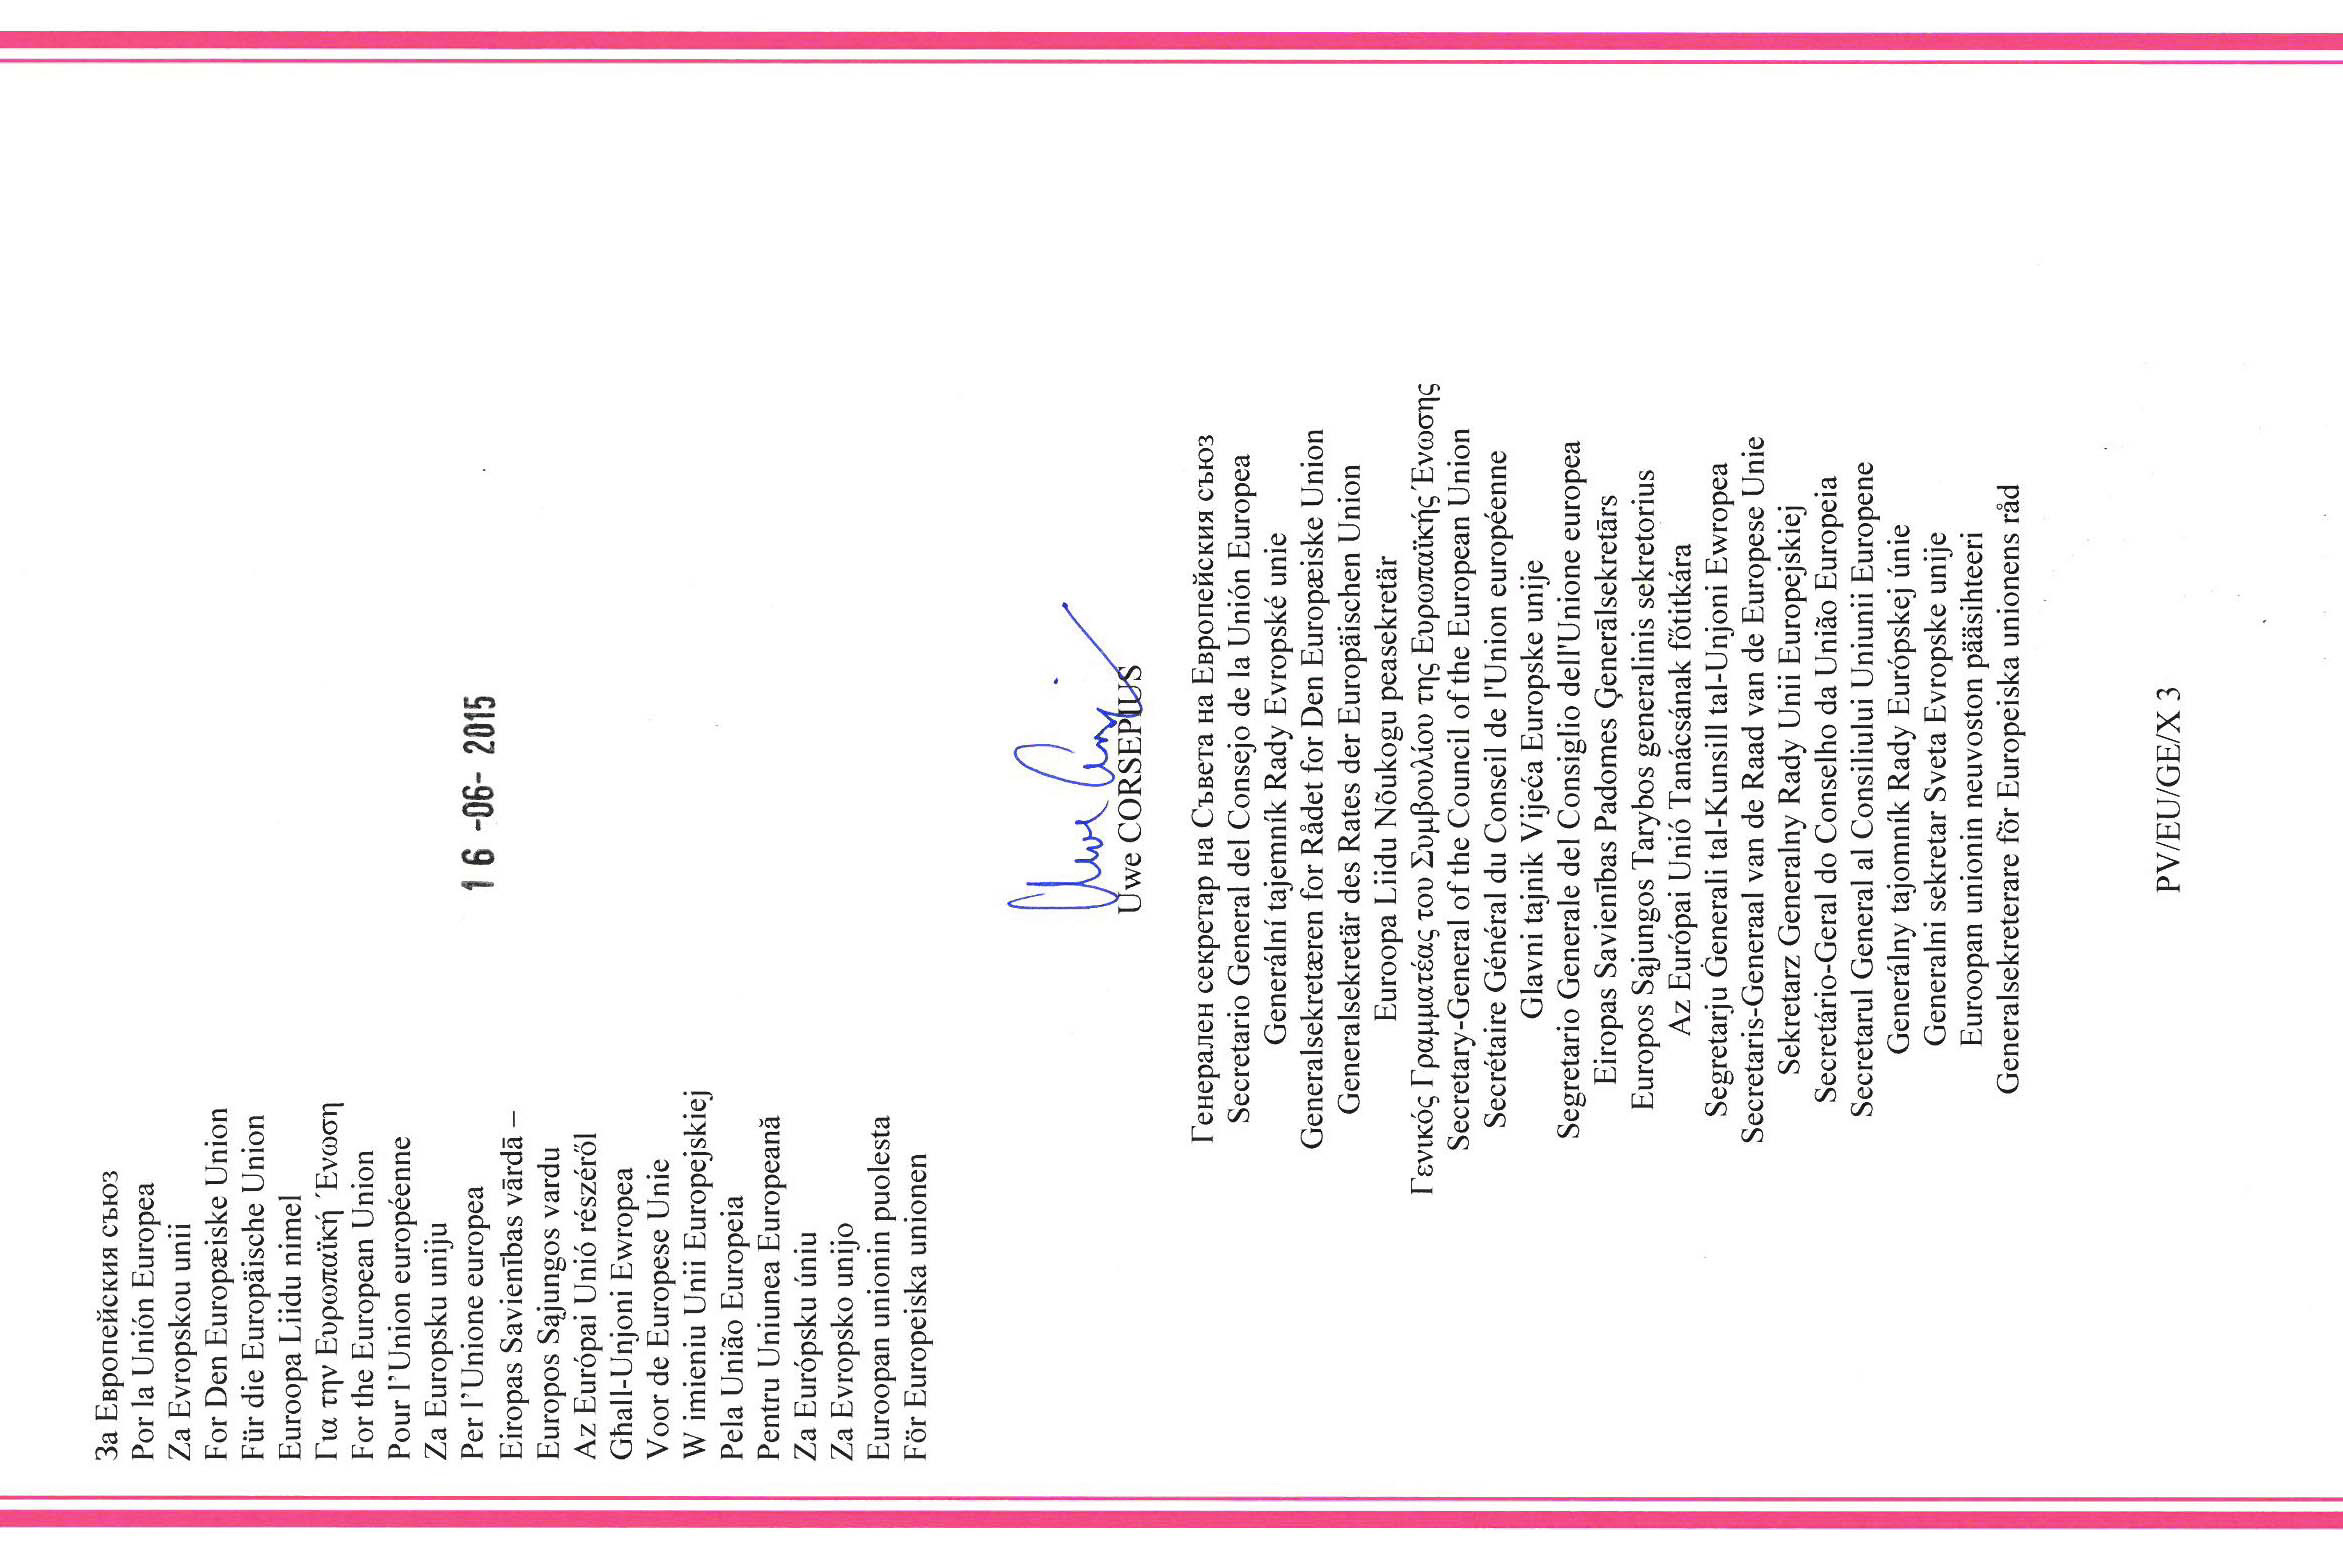 За Европейския съюз
Por la Unión Europea
Za Evropskou unii
For Den Europæiske Union
Für die Europäische Union
Euroopa Liidu nimel
Για την Ευρωπαϊκή Ένωση
For the European Union
Pour l'Union européenne
Za Europsku uniju
Per l'Unione europea
Eiropas Savienības vārdā –
Europos Sąjungos vardu
Az Európai Unió részéről
Għall-Unjoni Ewropea
Voor de Europese Unie
W imieniu Unii Europejskiej
Pela União Europeia
Pentru Uniunea Europeană
Za Európsku úniu
Za Evropsko unijo
Euroopan unionin puolesta
För Europeiska unionen
16 -06- 2015
Uwe CORSEPIUS
Генерален секретар на Съвета на Европейския съюз
Secretario General del Consejo de la Unión Europea
Generální tajemník Rady Evropské unie
Generalsekretæren for Rådet for Den Europæiske Union
Generalsekretär des Rates der Europäischen Union
Euroopa Liidu Nõukogu peasekretär
Γενικός Γραμματέας του Συμβουλίου της Ευρωπαϊκής Ένωσης
Secretary-General of the Council of the European Union
Secrétaire Général du Conseil de l'Union européenne
Glavni tajnik Vijeća Europske unije
Segretario Generale del Consiglio dell'Unione europea
Eiropas Savienības Padomes Ģenerālsekretārs
Europos Sąjungos Tarybos generalinis sekretorius
Az Európai Unió Tanácsának főtitkára
Segretarju Ġenerali tal-Kunsill tal-Unjoni Ewropea
Secretaris-Generaal van de Raad van de Europese Unie
Sekretarz Generalny Rady Unii Europejskiej
Secretário-Geral do Conselho da União Europeia
Secretarul General al Consiliului Uniunii Europene
Generálny tajomník Rady Európskej únie
Generalni sekretar Sveta Evropske unije
Euroopan unionin neuvoston pääsihteeri
Generalsekreterare för Europeiska unionens råd
PV/EU/GE/X 3